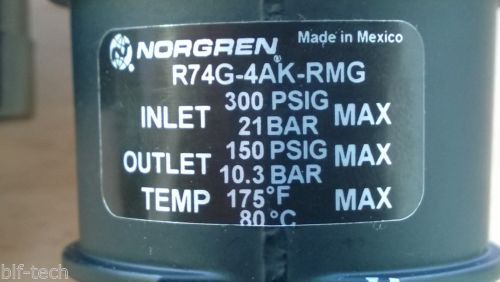 NORGREN® Made in Mexico
R74G-4AK-RMG
INLET 300 PSIG 21 BAR MAX
OUTLET 150 PSIG 10.3 BAR MAX
TEMP 175°F 80°C MAX
blf-tech